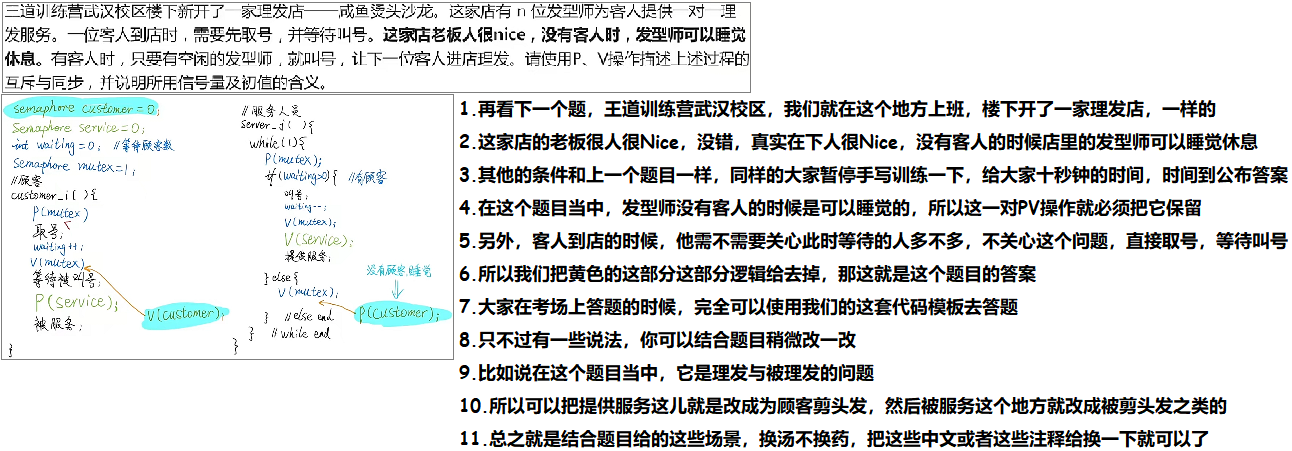 三道训练营武汉校区楼下新开了一家理发店——咸鱼烫头沙龙。这家店有 n 位发型师为客人提供一对一理
发服务。一位客人到店时，需要先取号，并等待叫号。这家店老板人很nice，没有客人时，发型师可以睡觉
休息。有客人时，只要有空闲的发型师，就叫号，让下一位客人进店理发。请使用P、V操作描述上述过程的
互斥与同步，并说明所用信号量及初值的含义。
semaphore customer = 0;
Semaphore service = 0;
int waiting = 0; //等待顾客数
Semaphore mutex=1;
//顾客
customer_i( ){
P(mutex)
取号;
waiting++;
V(mutex)
等待被叫号;
P(service);
V(customer);
被服务;
}
//服务人员
server_j( ){
while(1){
P(mutex);
if(waiting>0){ //有顾客
叫号;
waiting--;
V(mutex);
V(service);
提供服务;
没有顾客,睡觉
}else{
V(mutex);
P(customer);
} //else end
} //while end
}
1.再看下一个题，王道训练营武汉校区，我们就在这个地方上班，楼下开了一家理发店，一样的
2.这家店的老板很人很Nice，没错，真实在下人很Nice，没有客人的时候店里的发型师可以睡觉休息
3.其他的条件和上一个题目一样，同样的大家暂停手写训练一下，给大家十秒钟的时间，时间到公布答案
4.在这个题目当中，发型师没有客人的时候是可以睡觉的，所以这一对PV操作就必须把它保留
5.另外，客人到店的时候，他需不需要关心此时等待的人多不多，不关心这个问题，直接取号，等待叫号
6.所以我们把黄色的这部分这部分逻辑给去掉，那这就是这个题目的答案
7.大家在考场上答题的时候，完全可以使用我们的这套代码模板去答题
8.只不过有一些说法，你可以结合题目稍微改一改
9.比如说在这个题目当中，它是理发与被理发的问题
10.所以可以把提供服务这儿就是改成为顾客剪头发，然后被服务这个地方就改成被剪头发之类的
11.总之就是结合题目给的这些场景，换汤不换药，把这些中文或者这些注释给换一下就可以了